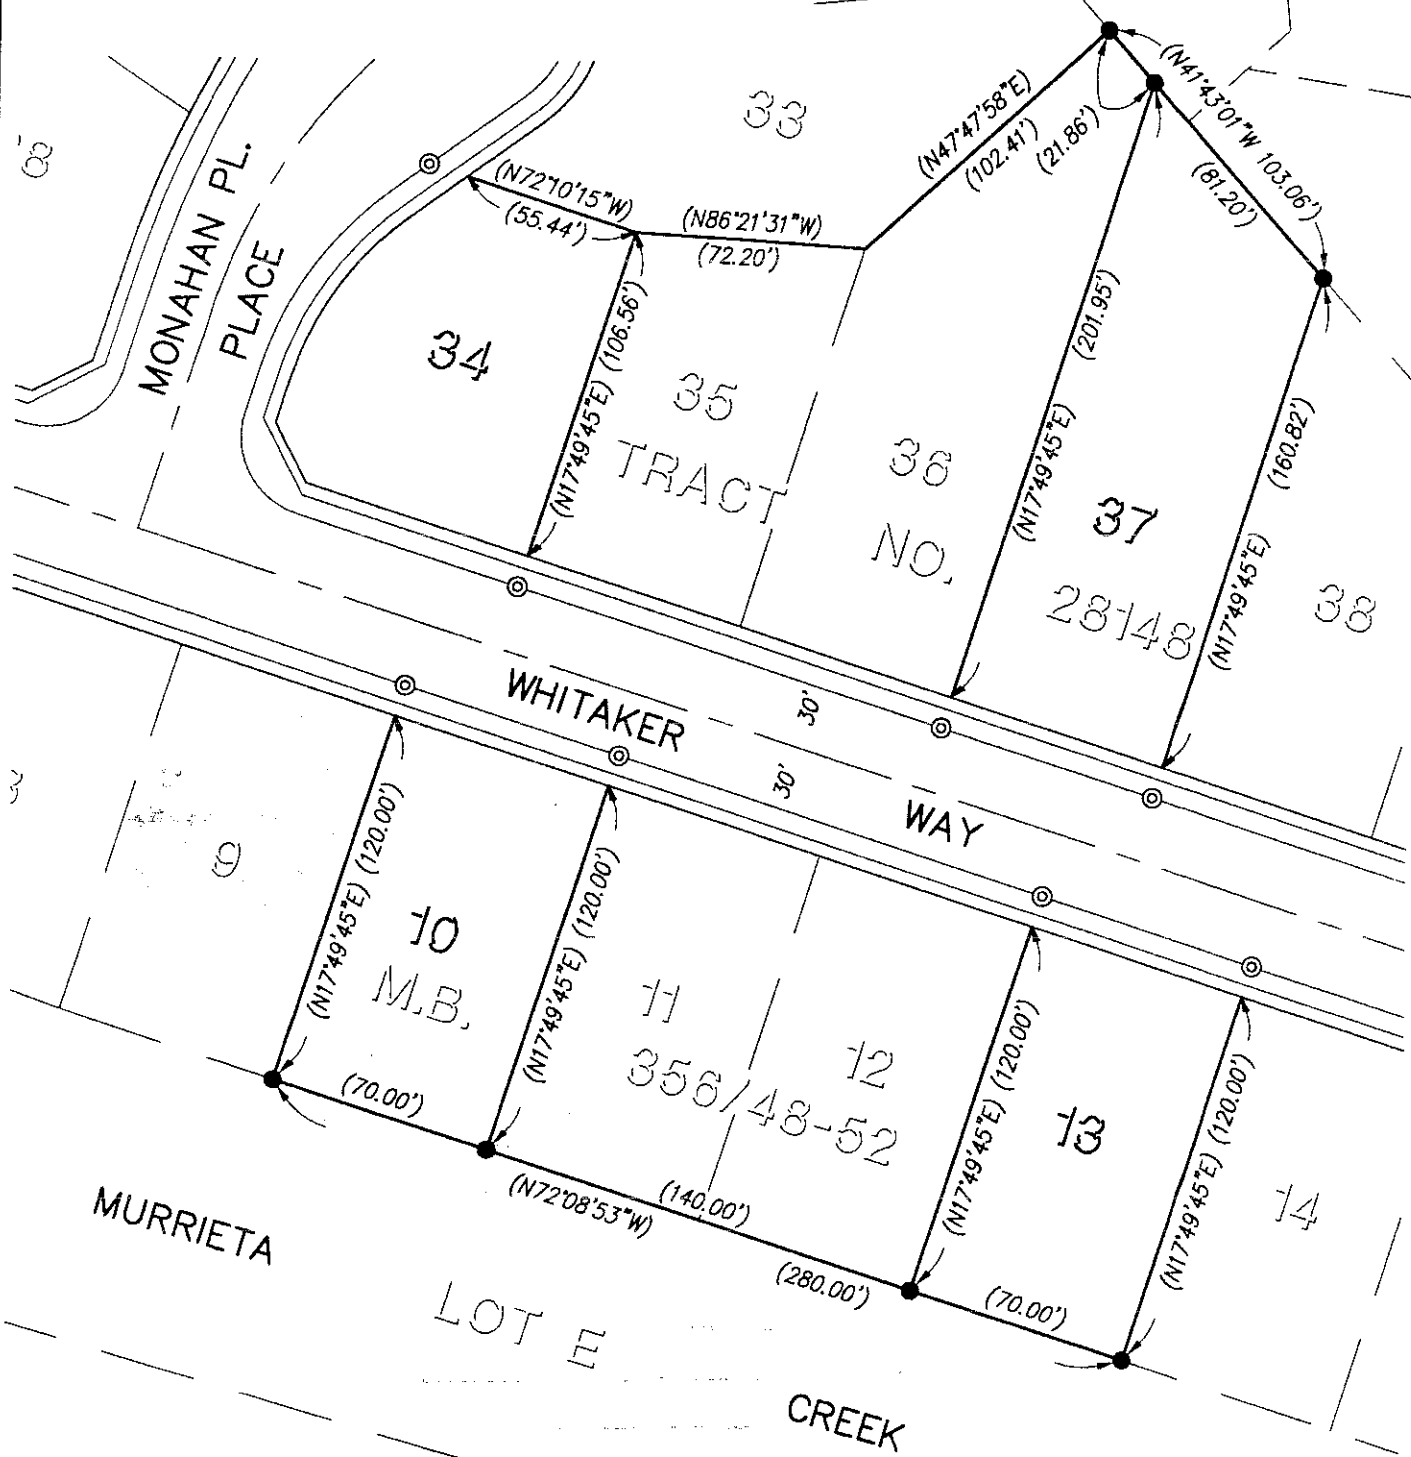 33
(N47°47'58"E)
(102.41')
(21.86')
(N41°43'01"W 103.06')
(81.20')
'8
MONAHAN PL.
PLACE
(N72°10'15"W)
(55.44')
(N86°21'31"W)
(72.20')
34
(N17°49'45"E) (106.56')
35
TRACT
36
NO.
(201.95')
(N17°49'45"E)
37
28148
(160.82')
(N17°49'45"E)
38
WHITAKER
30'
30'
WAY
9
(N17°49'45"E) (120.00')
10
M.B.
(N17°49'45"E) (120.00')
11
356/48-52
12
(N17°49'45"E) (120.00')
13
(N17°49'45"E) (120.00')
14
(70.00')
(N72°08'53"W)
(140.00')
(280.00')
(70.00')
MURRIETA
LOT E
CREEK